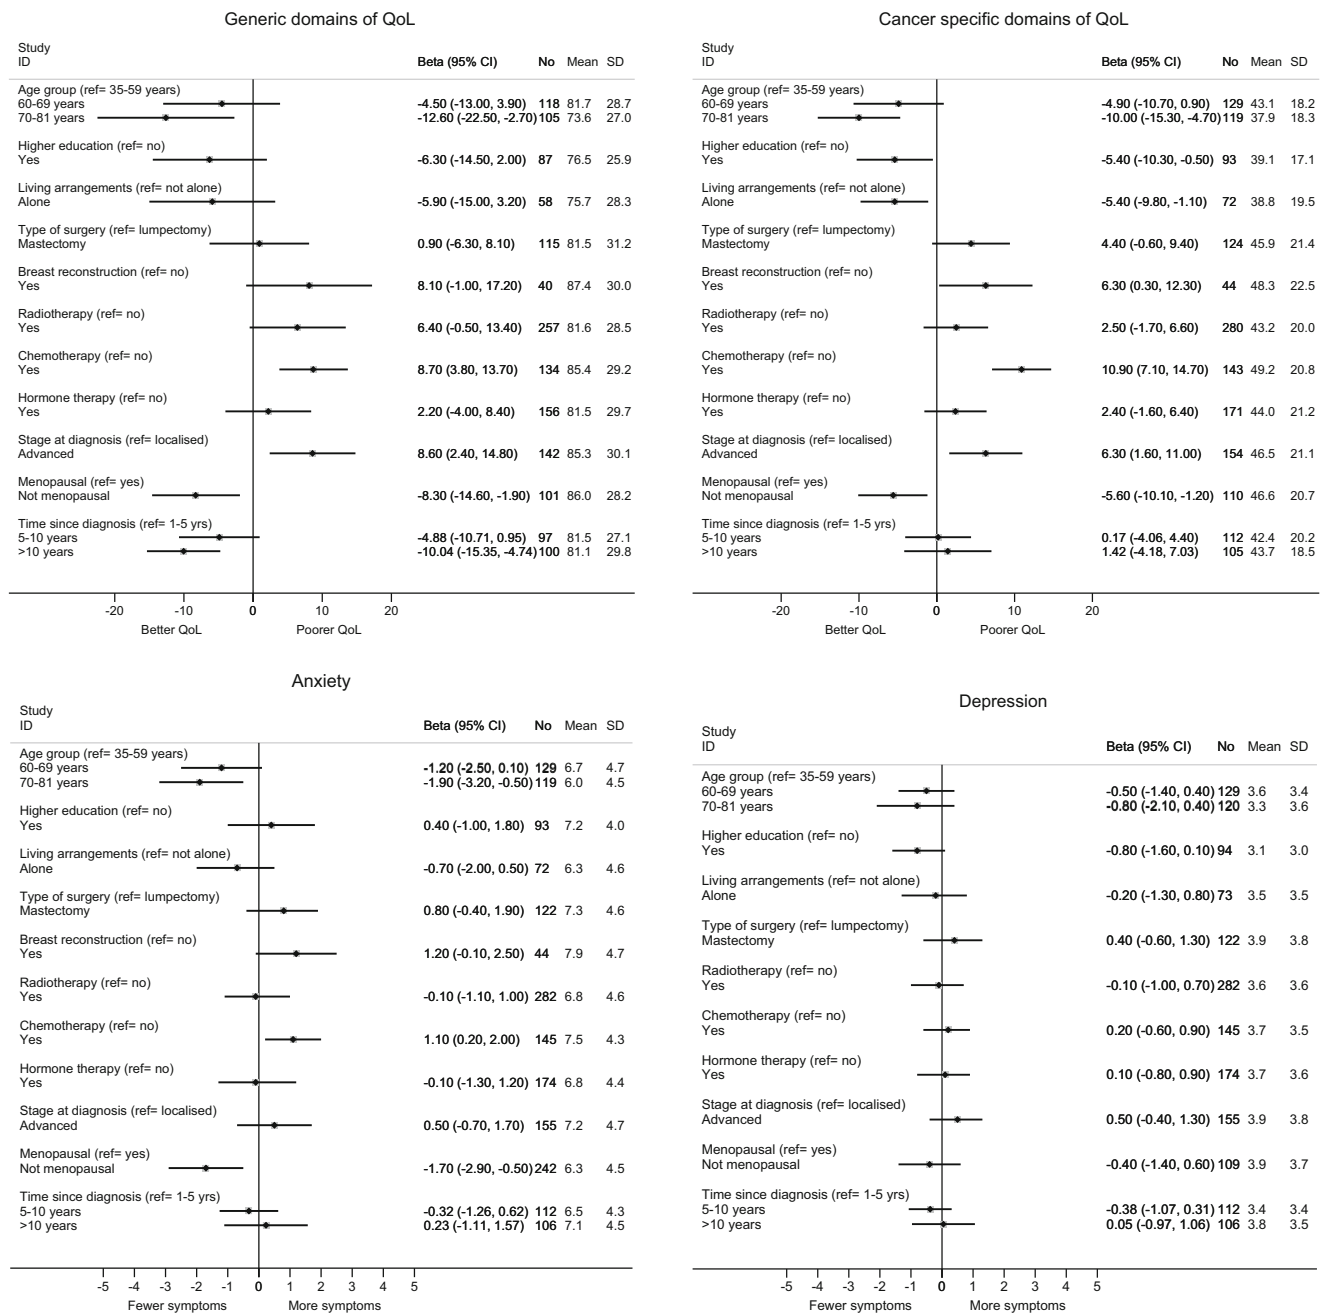 Generic domains of QoL
Study
ID Beta (95% CI) No Mean SD
Age group (ref= 35-59 years)
60-69 years -4.50 (-13.00, 3.90) 118 81.7 28.7
70-81 years -12.60 (-22.50, -2.70) 105 73.6 27.0
Higher education (ref= no)
Yes -6.30 (-14.50, 2.00) 87 76.5 25.9
Living arrangements (ref= not alone)
Alone -5.90 (-15.00, 3.20) 58 75.7 28.3
Type of surgery (ref= lumpectomy)
Mastectomy 0.90 (-6.30, 8.10) 115 81.5 31.2
Breast reconstruction (ref= no)
Yes 8.10 (-1.00, 17.20) 40 87.4 30.0
Radiotherapy (ref= no)
Yes 6.40 (-0.50, 13.40) 257 81.6 28.5
Chemotherapy (ref= no)
Yes 8.70 (3.80, 13.70) 134 85.4 29.2
Hormone therapy (ref= no)
Yes 2.20 (-4.00, 8.40) 156 81.5 29.7
Stage at diagnosis (ref= localised)
Advanced 8.60 (2.40, 14.80) 142 85.3 30.1
Menopausal (ref= yes)
Not menopausal -8.30 (-14.60, -1.90) 101 86.0 28.2
Time since diagnosis (ref= 1-5 yrs)
5-10 years -4.88 (-10.71, 0.95) 97 81.5 27.1
>10 years -10.04 (-15.35, -4.74) 100 81.1 29.8
-20 -10 0 10 20
Better QoL Poorer QoL
Cancer specific domains of QoL
Study
ID Beta (95% CI) No Mean SD
Age group (ref= 35-59 years)
60-69 years -4.90 (-10.70, 0.90) 129 43.1 18.2
70-81 years -10.00 (-15.30, -4.70) 119 37.9 18.3
Higher education (ref= no)
Yes -5.40 (-10.30, -0.50) 93 39.1 17.1
Living arrangements (ref= not alone)
Alone -5.40 (-9.80, -1.10) 72 38.8 19.5
Type of surgery (ref= lumpectomy)
Mastectomy 4.40 (-0.60, 9.40) 124 45.9 21.4
Breast reconstruction (ref= no)
Yes 6.30 (0.30, 12.30) 44 48.3 22.5
Radiotherapy (ref= no)
Yes 2.50 (-1.70, 6.60) 280 43.2 20.0
Chemotherapy (ref= no)
Yes 10.90 (7.10, 14.70) 143 49.2 20.8
Hormone therapy (ref= no)
Yes 2.40 (-1.60, 6.40) 171 44.0 21.2
Stage at diagnosis (ref= localised)
Advanced 6.30 (1.60, 11.00) 154 46.5 21.1
Menopausal (ref= yes)
Not menopausal -5.60 (-10.10, -1.20) 110 46.6 20.7
Time since diagnosis (ref= 1-5 yrs)
5-10 years 0.17 (-4.06, 4.40) 112 42.4 20.2
>10 years 1.42 (-4.18, 7.03) 105 43.7 18.5
-20 -10 0 10 20
Better QoL Poorer QoL
Anxiety
Study
ID Beta (95% CI) No Mean SD
Age group (ref= 35-59 years)
60-69 years -1.20 (-2.50, 0.10) 129 6.7 4.7
70-81 years -1.90 (-3.20, -0.50) 119 6.0 4.5
Higher education (ref= no)
Yes 0.40 (-1.00, 1.80) 93 7.2 4.0
Living arrangements (ref= not alone)
Alone -0.70 (-2.00, 0.50) 72 6.3 4.6
Type of surgery (ref= lumpectomy)
Mastectomy 0.80 (-0.40, 1.90) 122 7.3 4.6
Breast reconstruction (ref= no)
Yes 1.20 (-0.10, 2.50) 44 7.9 4.7
Radiotherapy (ref= no)
Yes -0.10 (-1.10, 1.00) 282 6.8 4.6
Chemotherapy (ref= no)
Yes 1.10 (0.20, 2.00) 145 7.5 4.3
Hormone therapy (ref= no)
Yes -0.10 (-1.30, 1.20) 174 6.8 4.4
Stage at diagnosis (ref= localised)
Advanced 0.50 (-0.70, 1.70) 155 7.2 4.7
Menopausal (ref= yes)
Not menopausal -1.70 (-2.90, -0.50) 242 6.3 4.5
Time since diagnosis (ref= 1-5 yrs)
5-10 years -0.32 (-1.26, 0.62) 112 6.5 4.3
>10 years 0.23 (-1.11, 1.57) 106 7.1 4.5
-5 -4 -3 -2 -1 0 1 2 3 4 5
Fewer symptoms More symptoms
Depression
Study
ID Beta (95% CI) No Mean SD
Age group (ref= 35-59 years)
60-69 years -0.50 (-1.40, 0.40) 129 3.6 3.4
70-81 years -0.80 (-2.10, 0.40) 120 3.3 3.6
Higher education (ref= no)
Yes -0.80 (-1.60, 0.10) 94 3.1 3.0
Living arrangements (ref= not alone)
Alone -0.20 (-1.30, 0.80) 73 3.5 3.5
Type of surgery (ref= lumpectomy)
Mastectomy 0.40 (-0.60, 1.30) 122 3.9 3.8
Radiotherapy (ref= no)
Yes -0.10 (-1.00, 0.70) 282 3.6 3.6
Chemotherapy (ref= no)
Yes 0.20 (-0.60, 0.90) 145 3.7 3.5
Hormone therapy (ref= no)
Yes 0.10 (-0.80, 0.90) 174 3.7 3.6
Stage at diagnosis (ref= localised)
Advanced 0.50 (-0.40, 1.30) 155 3.9 3.8
Menopausal (ref= yes)
Not menopausal -0.40 (-1.40, 0.60) 109 3.9 3.7
Time since diagnosis (ref= 1-5 yrs)
5-10 years -0.38 (-1.07, 0.31) 112 3.4 3.4
>10 years 0.05 (-0.97, 1.06) 106 3.8 3.5
-5 -4 -3 -2 -1 0 1 2 3 4 5
Fewer symptoms More symptoms